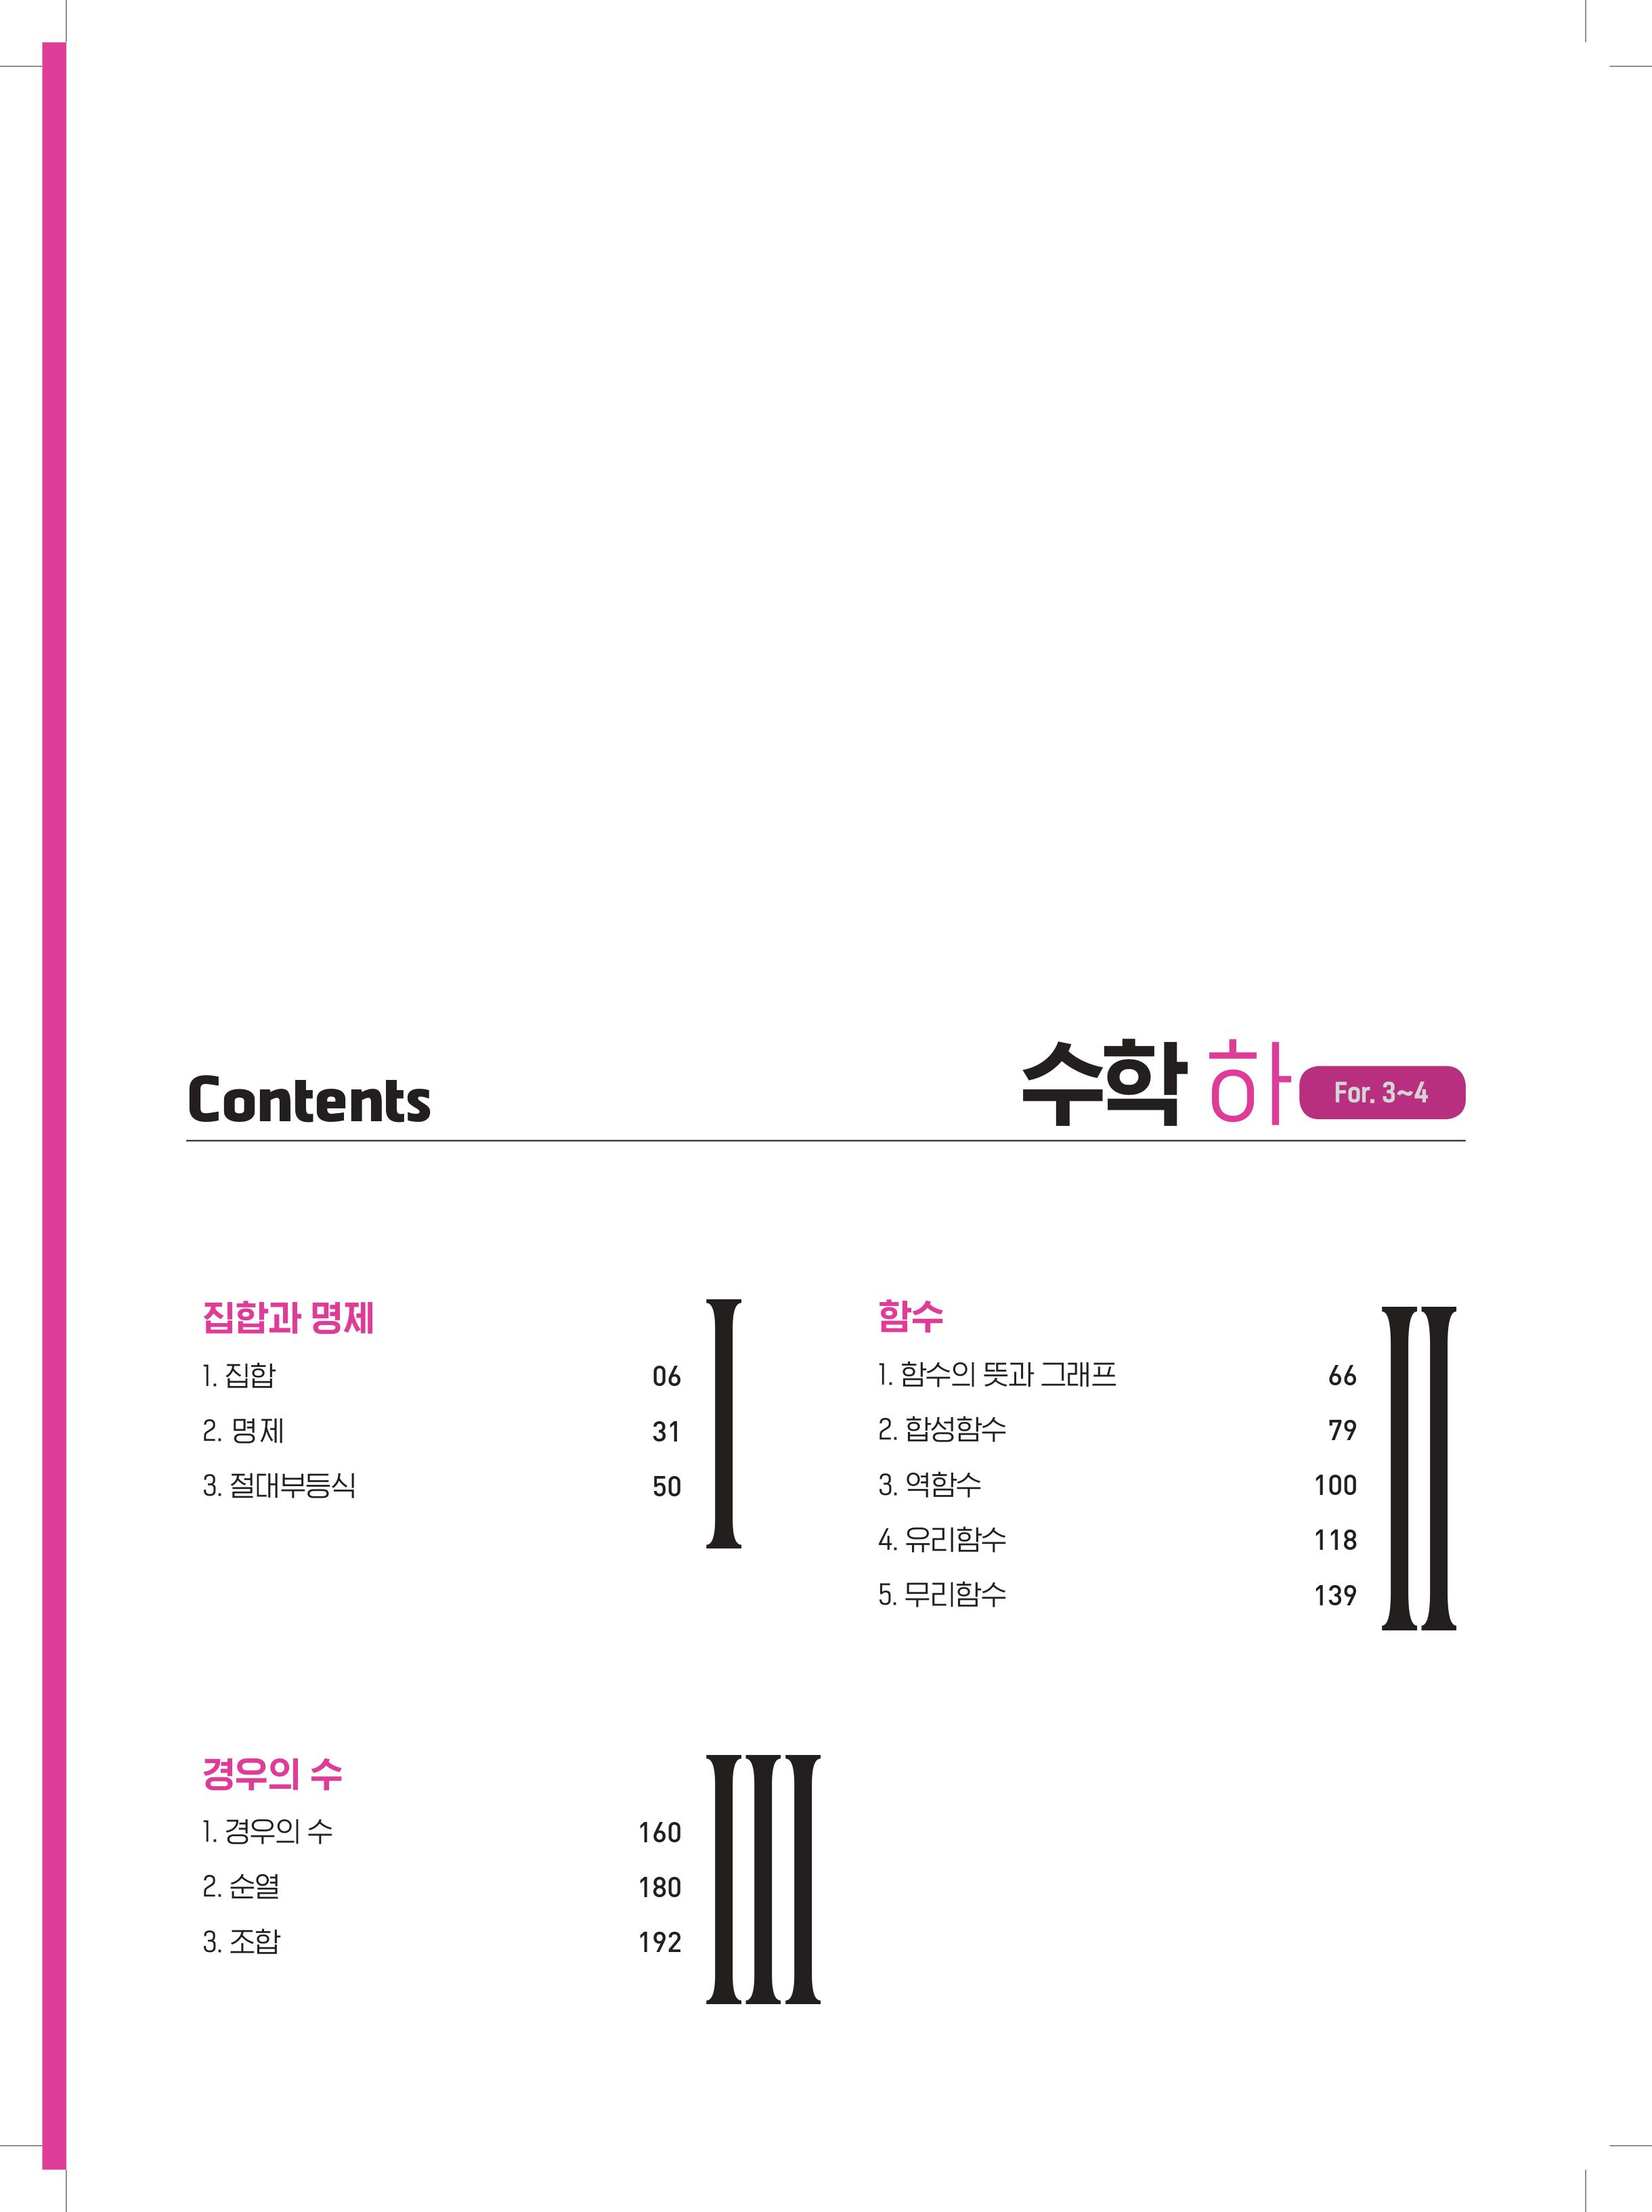 Contents
수학 하 For. 3~4
집합과 명제
I
1. 집합 06
2. 명제 31
3. 절대부등식 50
함수
II
1. 함수의 뜻과 그래프 66
2. 합성함수 79
3. 역함수 100
4. 유리함수 118
5. 무리함수 139
경우의 수
III
1. 경우의 수 160
2. 순열 180
3. 조합 192